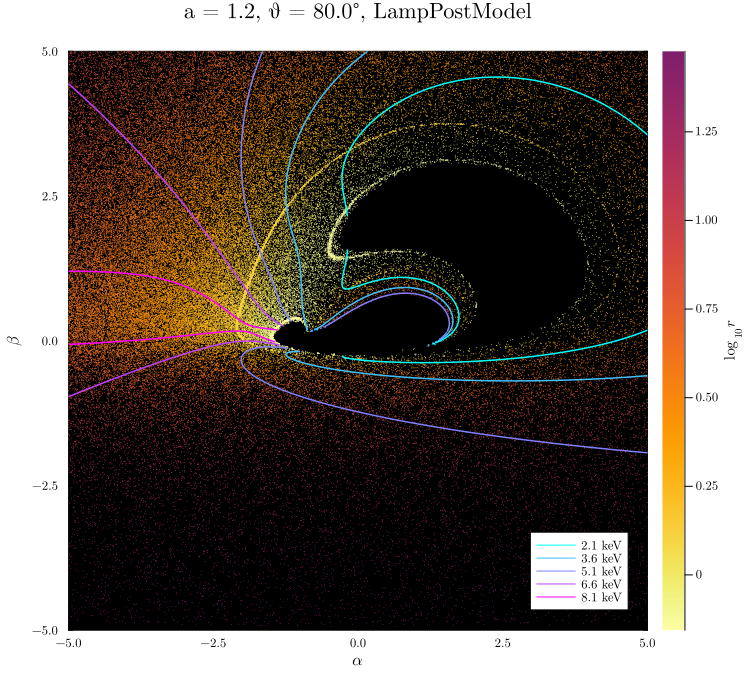 a = 1.2, ϑ = 80.0°, LampPostModel
5.0
2.5
0.0
−2.5
−5.0
β
−5.0
−2.5
0.0
2.5
5.0
α
2.1 keV
3.6 keV
5.1 keV
6.6 keV
8.1 keV
1.25
1.00
0.75
0.50
0.25
0
log₁₀ r